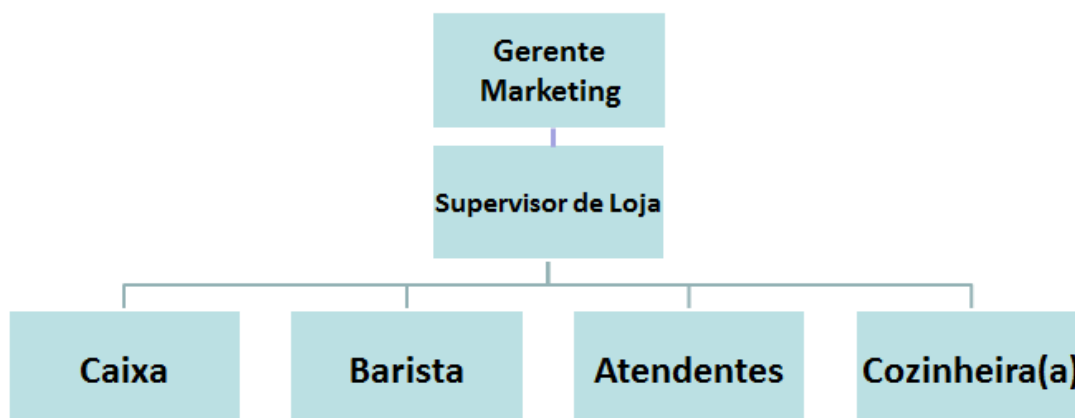 Gerente
Marketing
Supervisor de Loja
Caixa
Barista
Atendentes
Cozinheira(a)